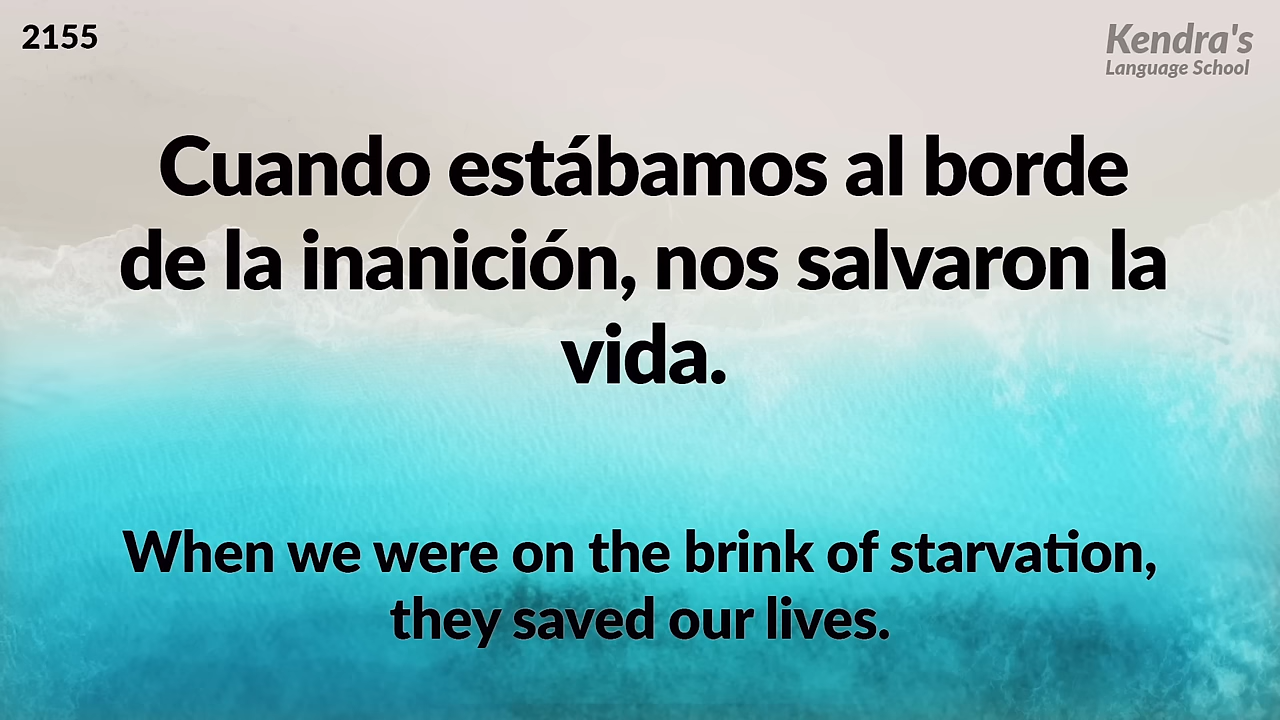 2155
Kendra's
Language School
Cuando estábamos al borde
de la inanición, nos salvaron la
vida.
When we were on the brink of starvation,
they saved our lives.